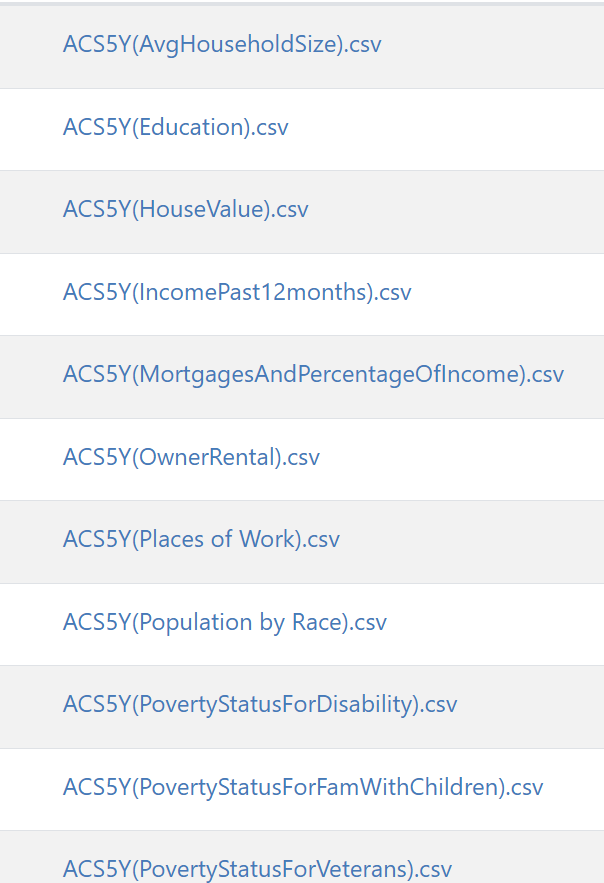 ACS5Y(AvgHouseholdSize).csv
ACS5Y(Education).csv
ACS5Y(HouseValue).csv
ACS5Y(IncomePast12months).csv
ACS5Y(MortgagesAndPercentageOfIncome).csv
ACS5Y(OwnerRental).csv
ACS5Y(Places of Work).csv
ACS5Y(Population by Race).csv
ACS5Y(PovertyStatusForDisability).csv
ACS5Y(PovertyStatusForFamWithChildren).csv
ACS5Y(PovertyStatusForVeterans).csv